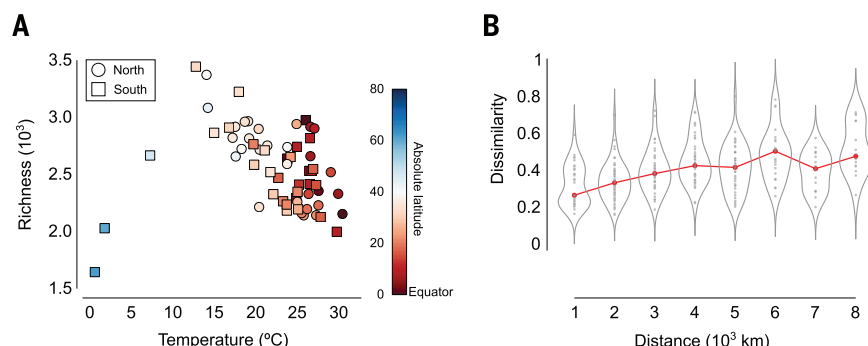 A
Richness (10³)
3.5
3.0
2.5
2.0
1.5
North
South
0 5 10 15 20 25 30
Temperature (ºC)
80
60
40
20
0
Equator
Absolute latitude
B
Dissimilarity
1
0.8
0.6
0.4
0.2
0
1 2 3 4 5 6 7 8
Distance (10³ km)